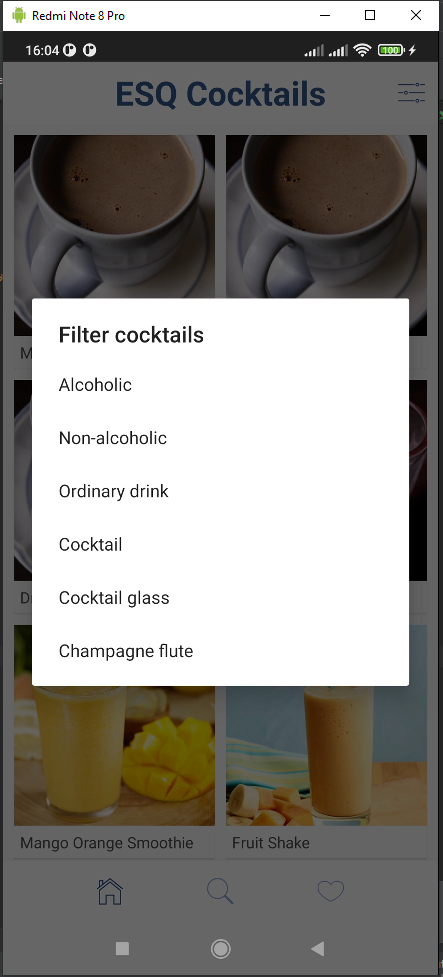 Redmi Note 8 Pro
16:04
100
ESQ Cocktails
M
Filter cocktails
Alcoholic
Non-alcoholic
Ordinary drink
Cocktail
Cocktail glass
Champagne flute
D
Mango Orange Smoothie
Fruit Shake